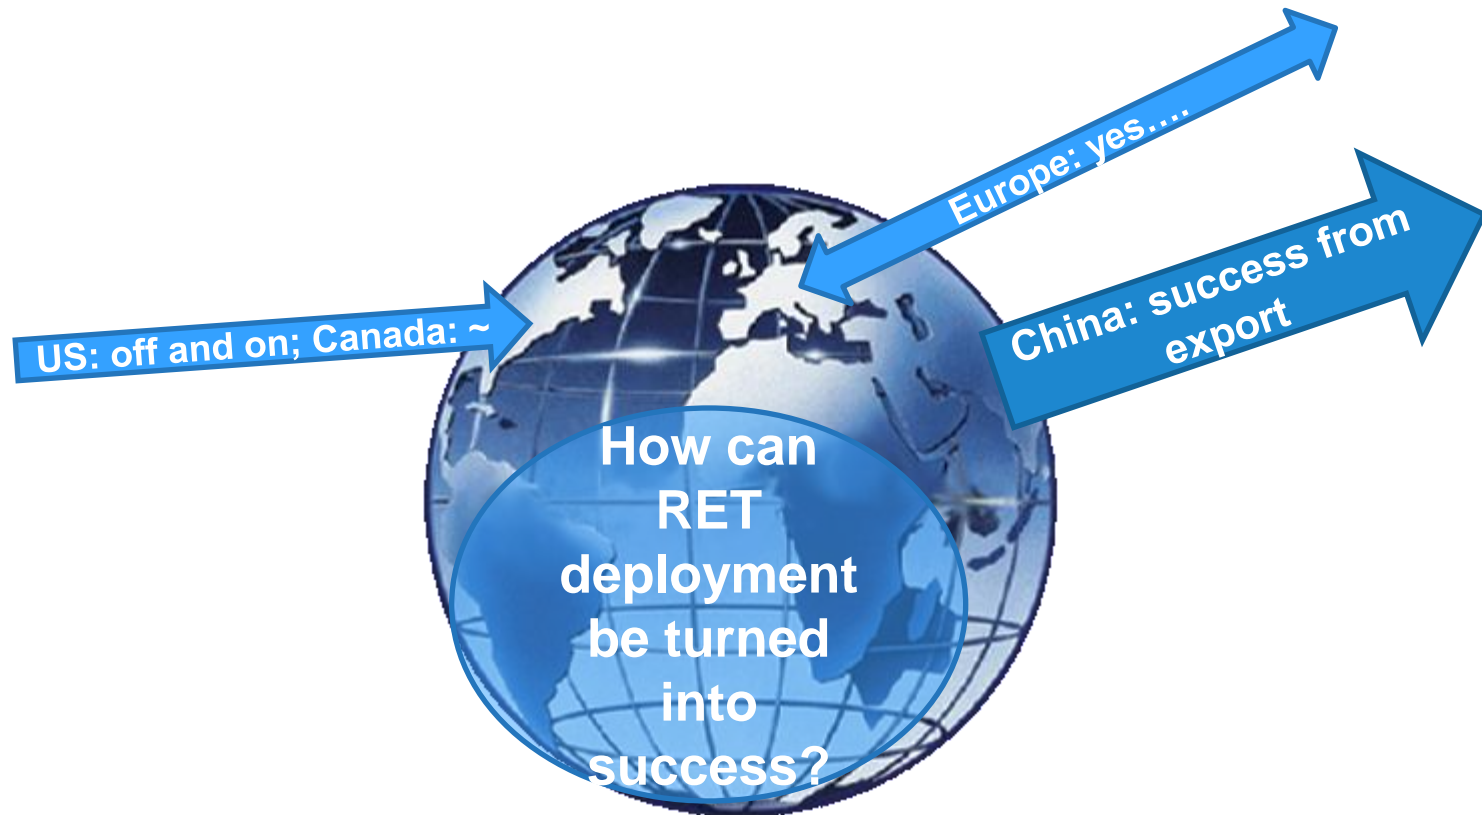 Europe: yes….
China: success from
export
US: off and on; Canada: ~
How can
RET
deployment
be turned
into
success?